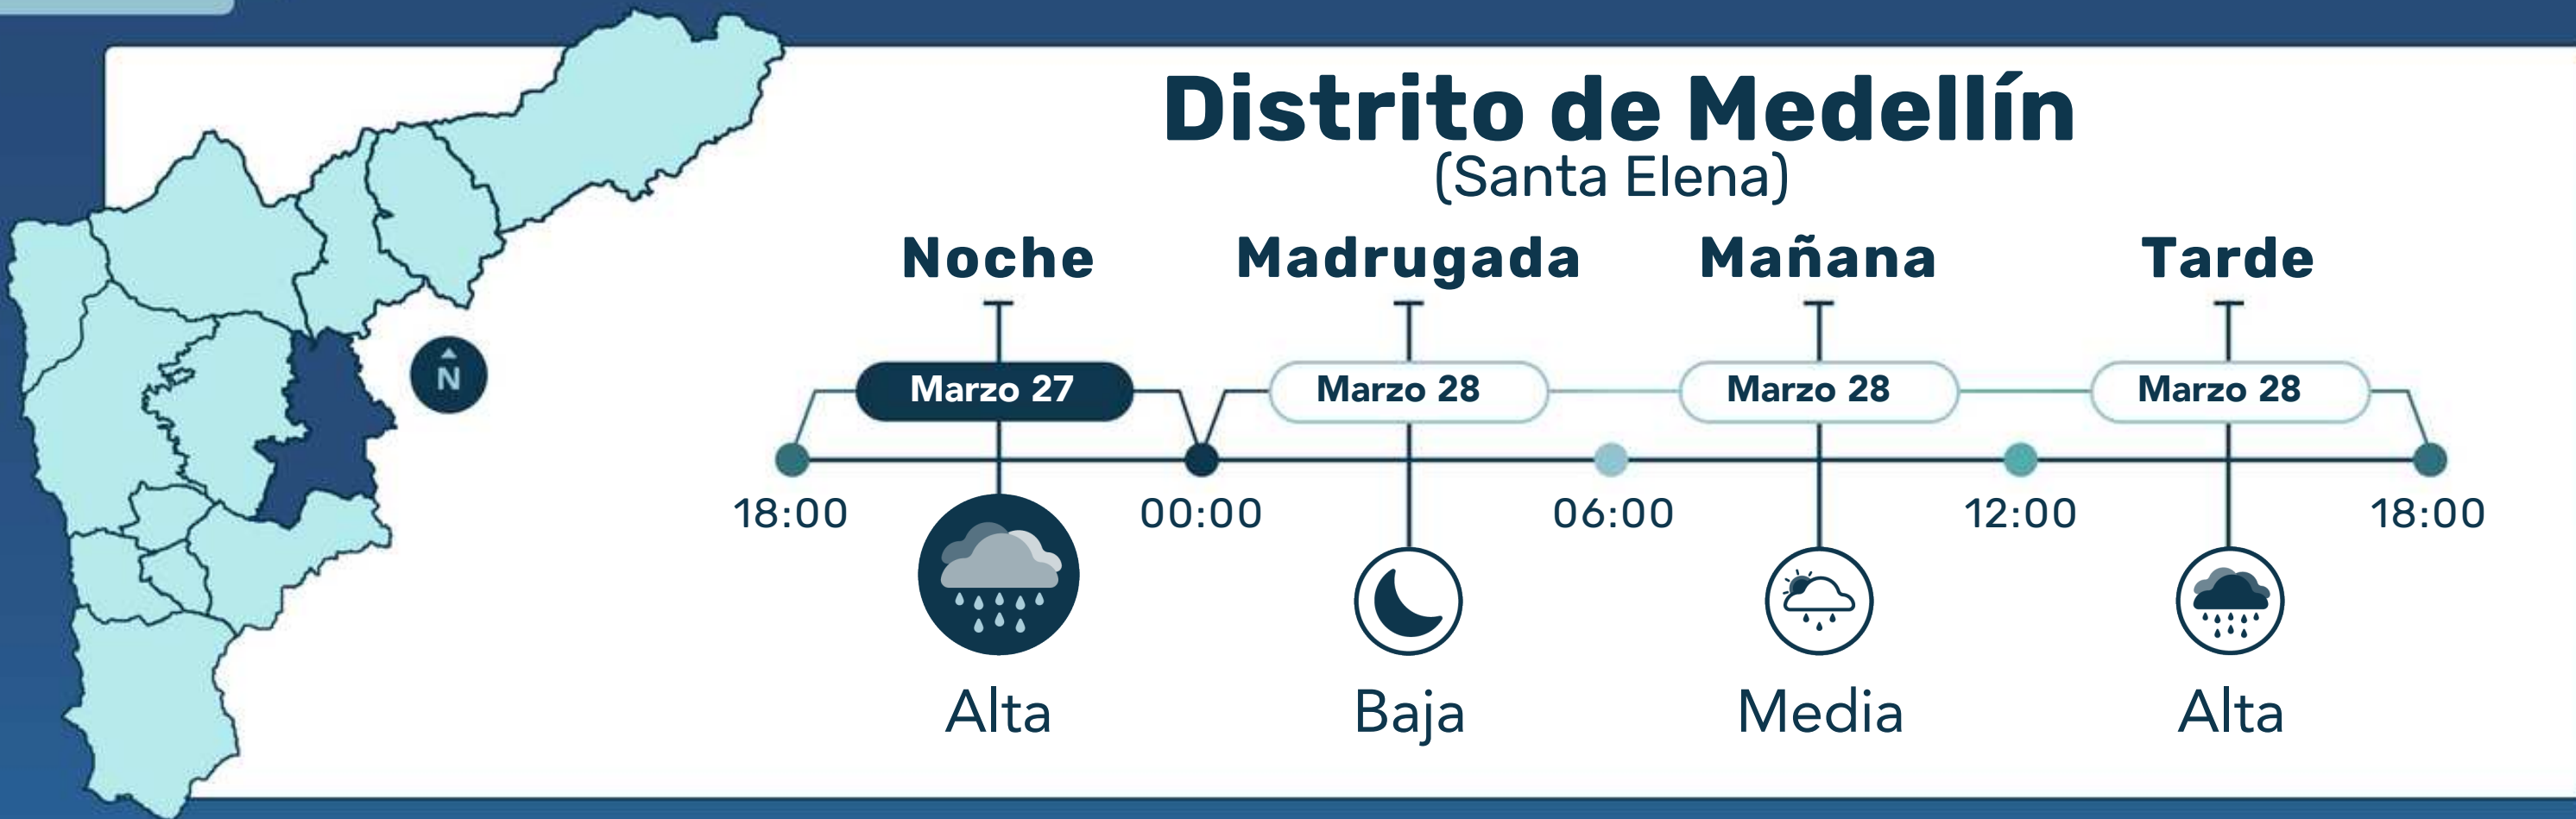 Distrito de Medellín
(Santa Elena)
Noche Madrugada Mañana Tarde
Marzo 27 Marzo 28 Marzo 28 Marzo 28
N
18:00 00:00 06:00 12:00 18:00
Alta Baja Media Alta